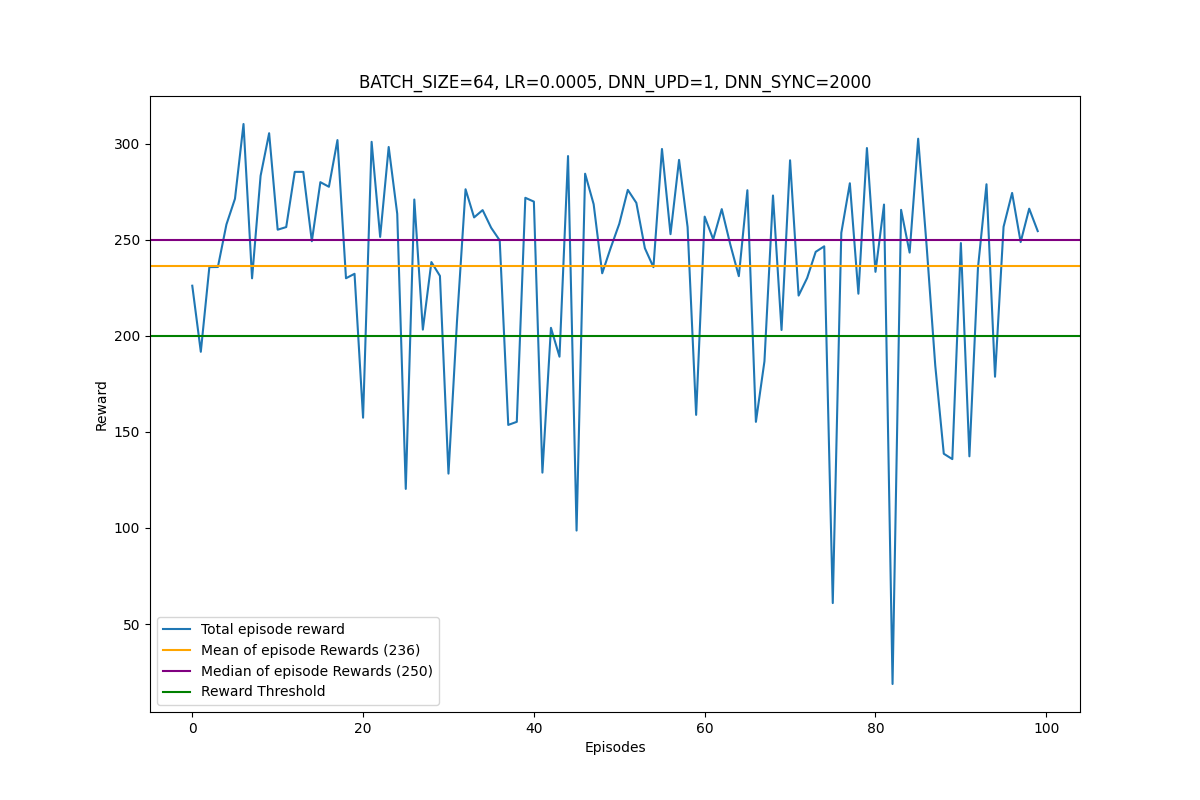 BATCH_SIZE=64, LR=0.0005, DNN_UPD=1, DNN_SYNC=2000
300
250
200
150
100
50
Reward
Total episode reward
Mean of episode Rewards (236)
Median of episode Rewards (250)
Reward Threshold
0 20 40 60 80 100
Episodes